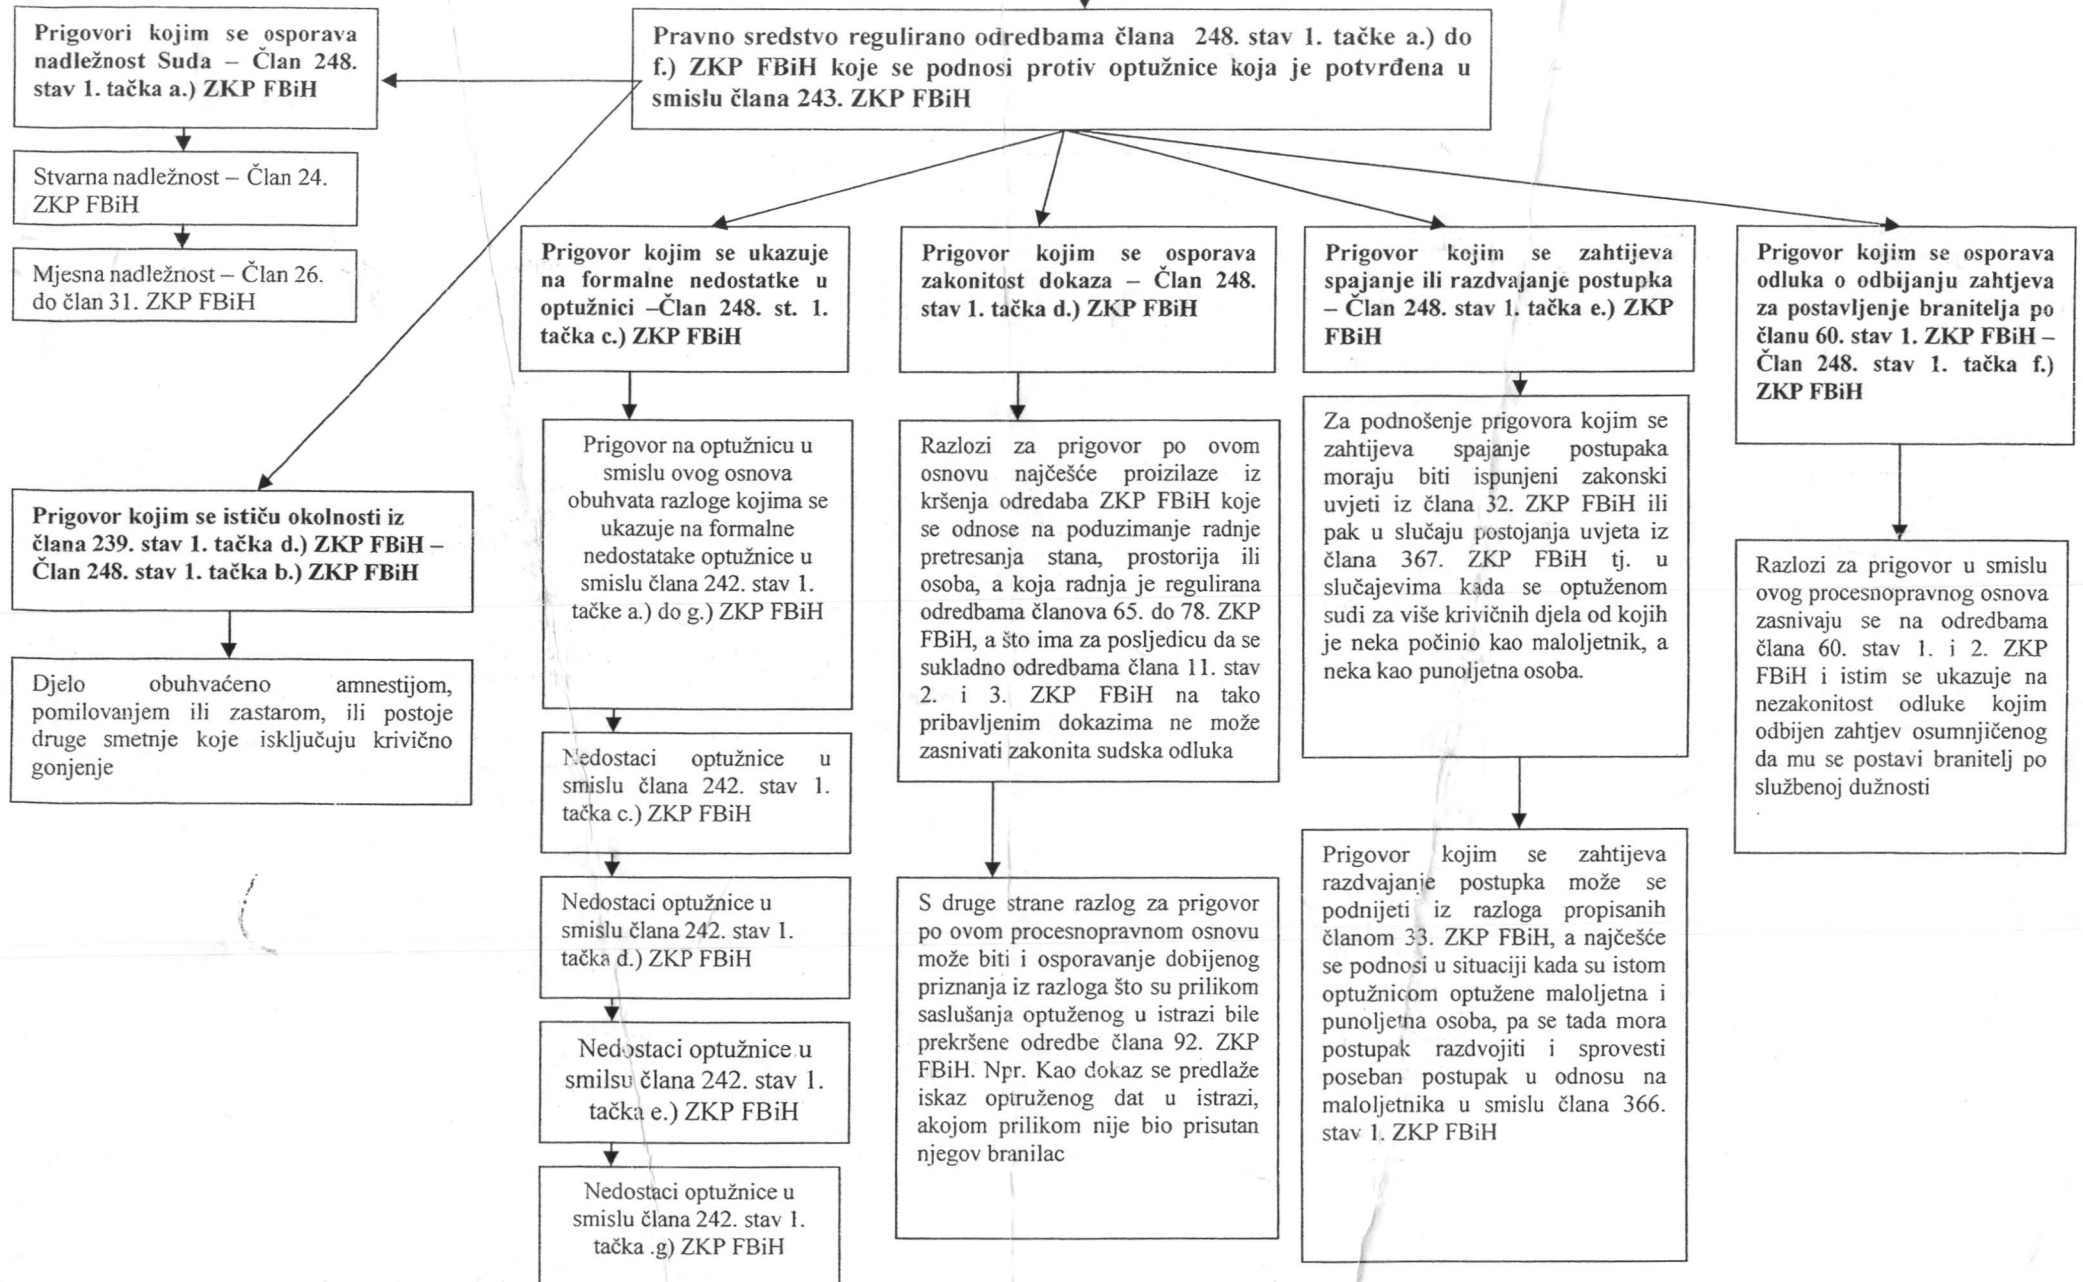 Prigovori kojim se osporava
nadležnost Suda – Član 248.
stav 1. tačka a.) ZKP FBiH
Pravno sredstvo regulirano odredbama člana 248. stav 1. tačke a.) do
f.) ZKP FBiH koje se podnosi protiv optužnice koja je potvrđena u
smislu člana 243. ZKP FBiH
Stvarna nadležnost – Član 24.
ZKP FBiH
Mjesna nadležnost – Član 26.
do član 31. ZKP FBiH
Prigovor kojim se ističu okolnosti iz
člana 239. stav 1. tačka d.) ZKP FBiH –
Član 248. stav 1. tačka b.) ZKP FBiH
Djelo obuhvaćeno amnestijom,
pomilovanjem ili zastarom, ili postoje
druge smetnje koje isključuju krivično
gonjenje
Prigovor kojim se ukazuje
na formalne nedostatke u
optužnici –Član 248. st. 1.
tačka c.) ZKP FBiH
Prigovor na optužnicu u
smislu ovog osnova
obuhvata razloge kojima se
ukazuje na formalne
nedostatake optužnice u
smislu člana 242. stav 1.
tačke a.) do g.) ZKP FBiH
Nedostaci optužnice u
smislu člana 242. stav 1.
tačka c.) ZKP FBiH
Nedostaci optužnice u
smislu člana 242. stav 1.
tačka d.) ZKP FBiH
Nedostaci optužnice u
smilsu člana 242. stav 1.
tačka e.) ZKP FBiH
Nedostaci optužnice u
smislu člana 242. stav 1.
tačka .g) ZKP FBiH
Prigovor kojim se osporava
zakonitost dokaza – Član 248.
stav 1. tačka d.) ZKP FBiH
Razlozi za prigovor po ovom
osnovu najčešće proizilaze iz
kršenja odredaba ZKP FBiH koje
se odnose na poduzimanje radnje
pretresanja stana, prostorija ili
osoba, a koja radnja je regulirana
odredbama članova 65. do 78. ZKP
FBiH, a što ima za posljedicu da se
sukladno odredbama člana 11. stav
2. i 3. ZKP FBiH na tako
pribavljenim dokazima ne može
zasnivati zakonita sudska odluka
S druge strane razlog za prigovor
po ovom procesnopravnom osnovu
može biti i osporavanje dobijenog
priznanja iz razloga što su prilikom
saslušanja optuženog u istrazi bile
prekršene odredbe člana 92. ZKP
FBiH. Npr. Kao dokaz se predlaže
iskaz optruženog dat u istrazi,
akojom prilikom nije bio prisutan
njegov branilac
Prigovor kojim se zahtijeva
spajanje ili razdvajanje postupka
– Član 248. stav 1. tačka e.) ZKP
FBiH
Za podnošenje prigovora kojim se
zahtijeva spajanje postupaka
moraju biti ispunjeni zakonski
uvjeti iz člana 32. ZKP FBiH ili
pak u slučaju postojanja uvjeta iz
člana 367. ZKP FBiH tj. u
slučajevima kada se optuženom
sudi za više krivičnih djela od kojih
je neka počinio kao maloljetnik, a
neka kao punoljetna osoba.
Prigovor kojim se zahtijeva
razdvajanje postupka može se
podnijeti iz razloga propisanih
članom 33. ZKP FBiH, a najčešće
se podnosi u situaciji kada su istom
optužnicom optužene maloljetna i
punoljetna osoba, pa se tada mora
postupak razdvojiti i sprovesti
poseban postupak u odnosu na
maloljetnika u smislu člana 366.
stav 1. ZKP FBiH
Prigovor kojim se osporava
odluka o odbijanju zahtjeva
za postavljenje branitelja po
članu 60. stav 1. ZKP FBiH –
Član 248. stav 1. tačka f.)
ZKP FBiH
Razlozi za prigovor u smislu
ovog procesnopravnog osnova
zasnivaju se na odredbama
člana 60. stav 1. i 2. ZKP
FBiH i istim se ukazuje na
nezakonitost odluke kojim
odbijen zahtjev osumnjičenog
da mu se postavi branitelj po
službenoj dužnosti